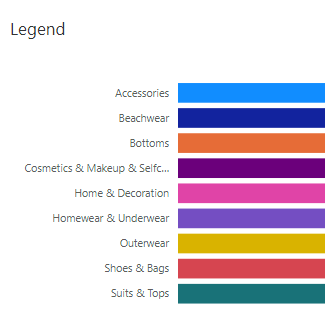 Legend
Accessories
Beachwear
Bottoms
Cosmetics & Makeup & Selfc...
Home & Decoration
Homewear & Underwear
Outerwear
Shoes & Bags
Suits & Tops